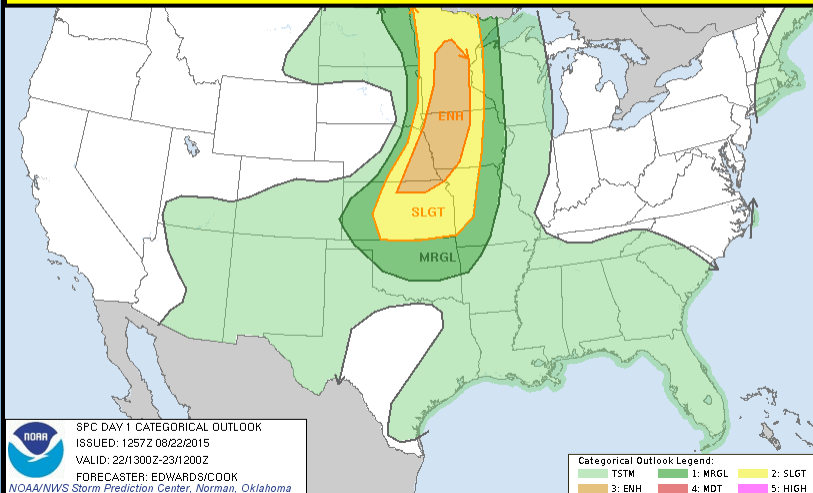 ENH
SLGT
MRGL
NOAA
SPC DAY 1 CATEGORICAL OUTLOOK
ISSUED: 1257Z 08/22/2015
VALID: 22/1300Z-23/1200Z
FORECASTER: EDWARDS/COOK
NOAA/NWS Storm Prediction Center, Norman, Oklahoma
Categorical Outlook Legend:
TSTM 1: MRGL 2: SLGT
3: ENH 4: MDT 5: HIGH